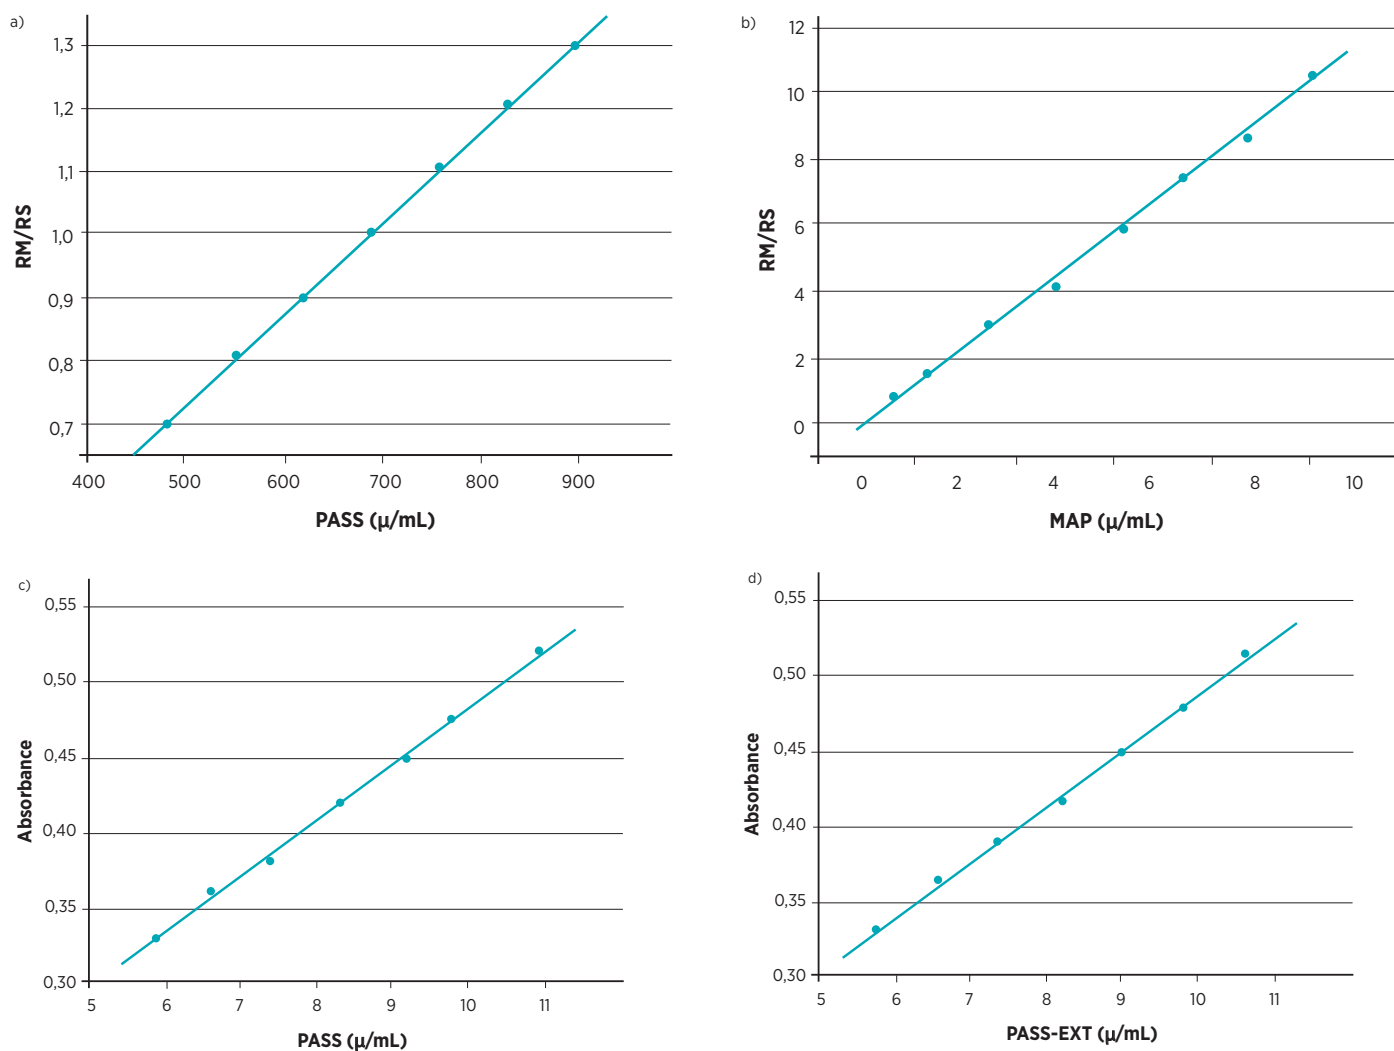 a)
1,3
1,2
1,1
1,0
0,9
0,8
0,7
RM/RS
400 500 600 700 800 900
PASS (µ/mL)
b)
12
10
8
6
4
2
0
RM/RS
0 2 4 6 8 10
MAP (µ/mL)
c)
0,55
0,50
0,45
0,40
0,35
0,30
Absorbance
5 6 7 8 9 10 11
PASS (µ/mL)
d)
0,55
0,50
0,45
0,40
0,35
0,30
Absorbance
5 6 7 8 9 10 11
PASS-EXT (µ/mL)